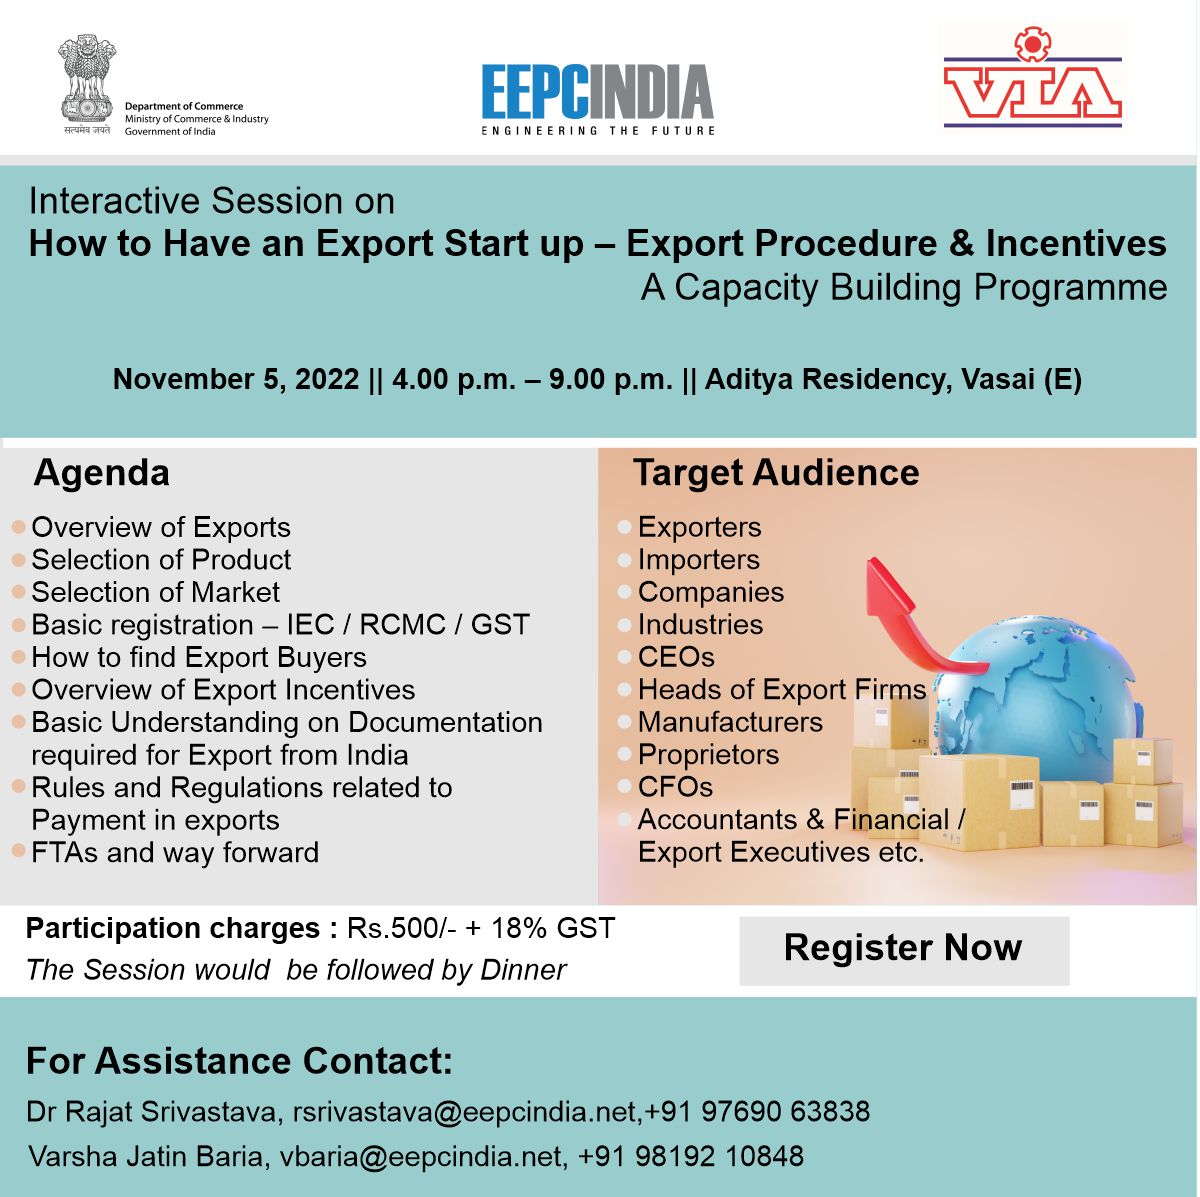 सत्यमेव जयते
Department of Commerce
Ministry of Commerce & Industry
Government of India
EEPCINDIA
ENGINEERING THE FUTURE
VIA
Interactive Session on
How to Have an Export Start up – Export Procedure & Incentives
A Capacity Building Programme
November 5, 2022 || 4.00 p.m. – 9.00 p.m. || Aditya Residency, Vasai (E)
Agenda
Overview of Exports
Selection of Product
Selection of Market
Basic registration – IEC / RCMC / GST
How to find Export Buyers
Overview of Export Incentives
Basic Understanding on Documentation
required for Export from India
Rules and Regulations related to
Payment in exports
FTAs and way forward
Target Audience
Exporters
Importers
Companies
Industries
CEOs
Heads of Export Firms
Manufacturers
Proprietors
CFOs
Accountants & Financial /
Export Executives etc.
Participation charges : Rs.500/- + 18% GST
The Session would  be followed by Dinner
Register Now
For Assistance Contact:
Dr Rajat Srivastava, rsrivastava@eepcindia.net,+91 97690 63838
Varsha Jatin Baria, vbaria@eepcindia.net, +91 98192 10848